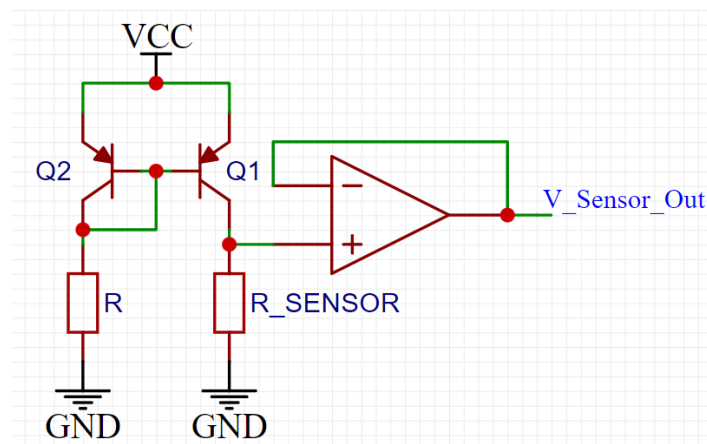 VCC
Q2
Q1
−
+
V_Sensor_Out
R
R_SENSOR
GND
GND